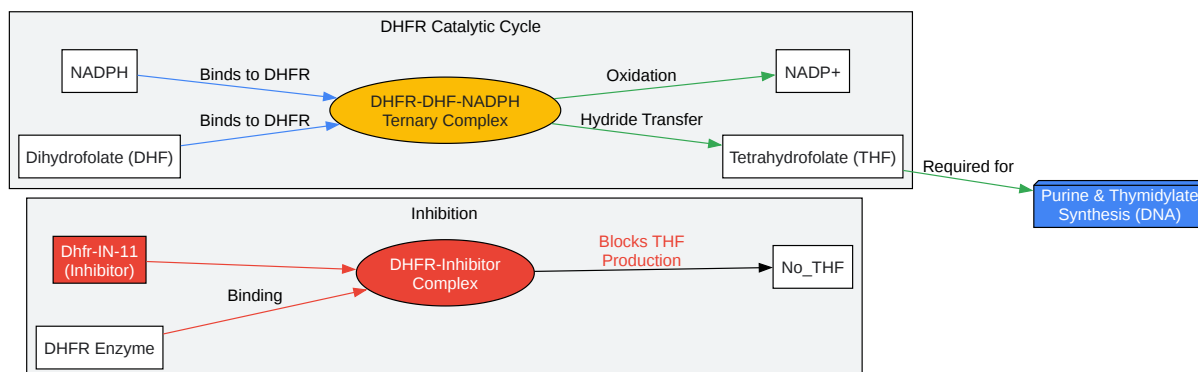 DHFR Catalytic Cycle
NADPH
Binds to DHFR
Oxidation
NADP+
DHFR-DHF-NADPH
Ternary Complex
Binds to DHFR
Hydride Transfer
Dihydrofolate (DHF)
Tetrahydrofolate (THF)
Required for
Purine & Thymidylate
Synthesis (DNA)
Inhibition
Dhfr-IN-11
(Inhibitor)
DHFR-Inhibitor
Complex
Blocks THF
Production
No_THF
Binding
DHFR Enzyme